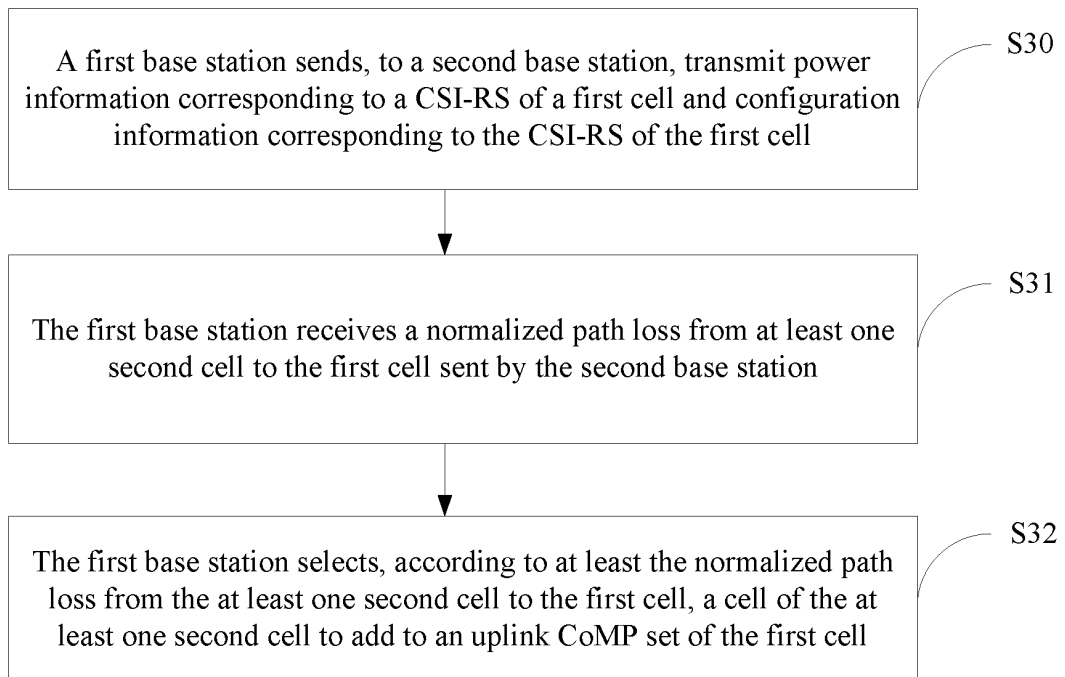 A first base station sends, to a second base station, transmit power
information corresponding to a CSI-RS of a first cell and configuration
information corresponding to the CSI-RS of the first cell
S30
The first base station receives a normalized path loss from at least one
second cell to the first cell sent by the second base station
S31
The first base station selects, according to at least the normalized path
loss from the at least one second cell to the first cell, a cell of the at
least one second cell to add to an uplink CoMP set of the first cell
S32